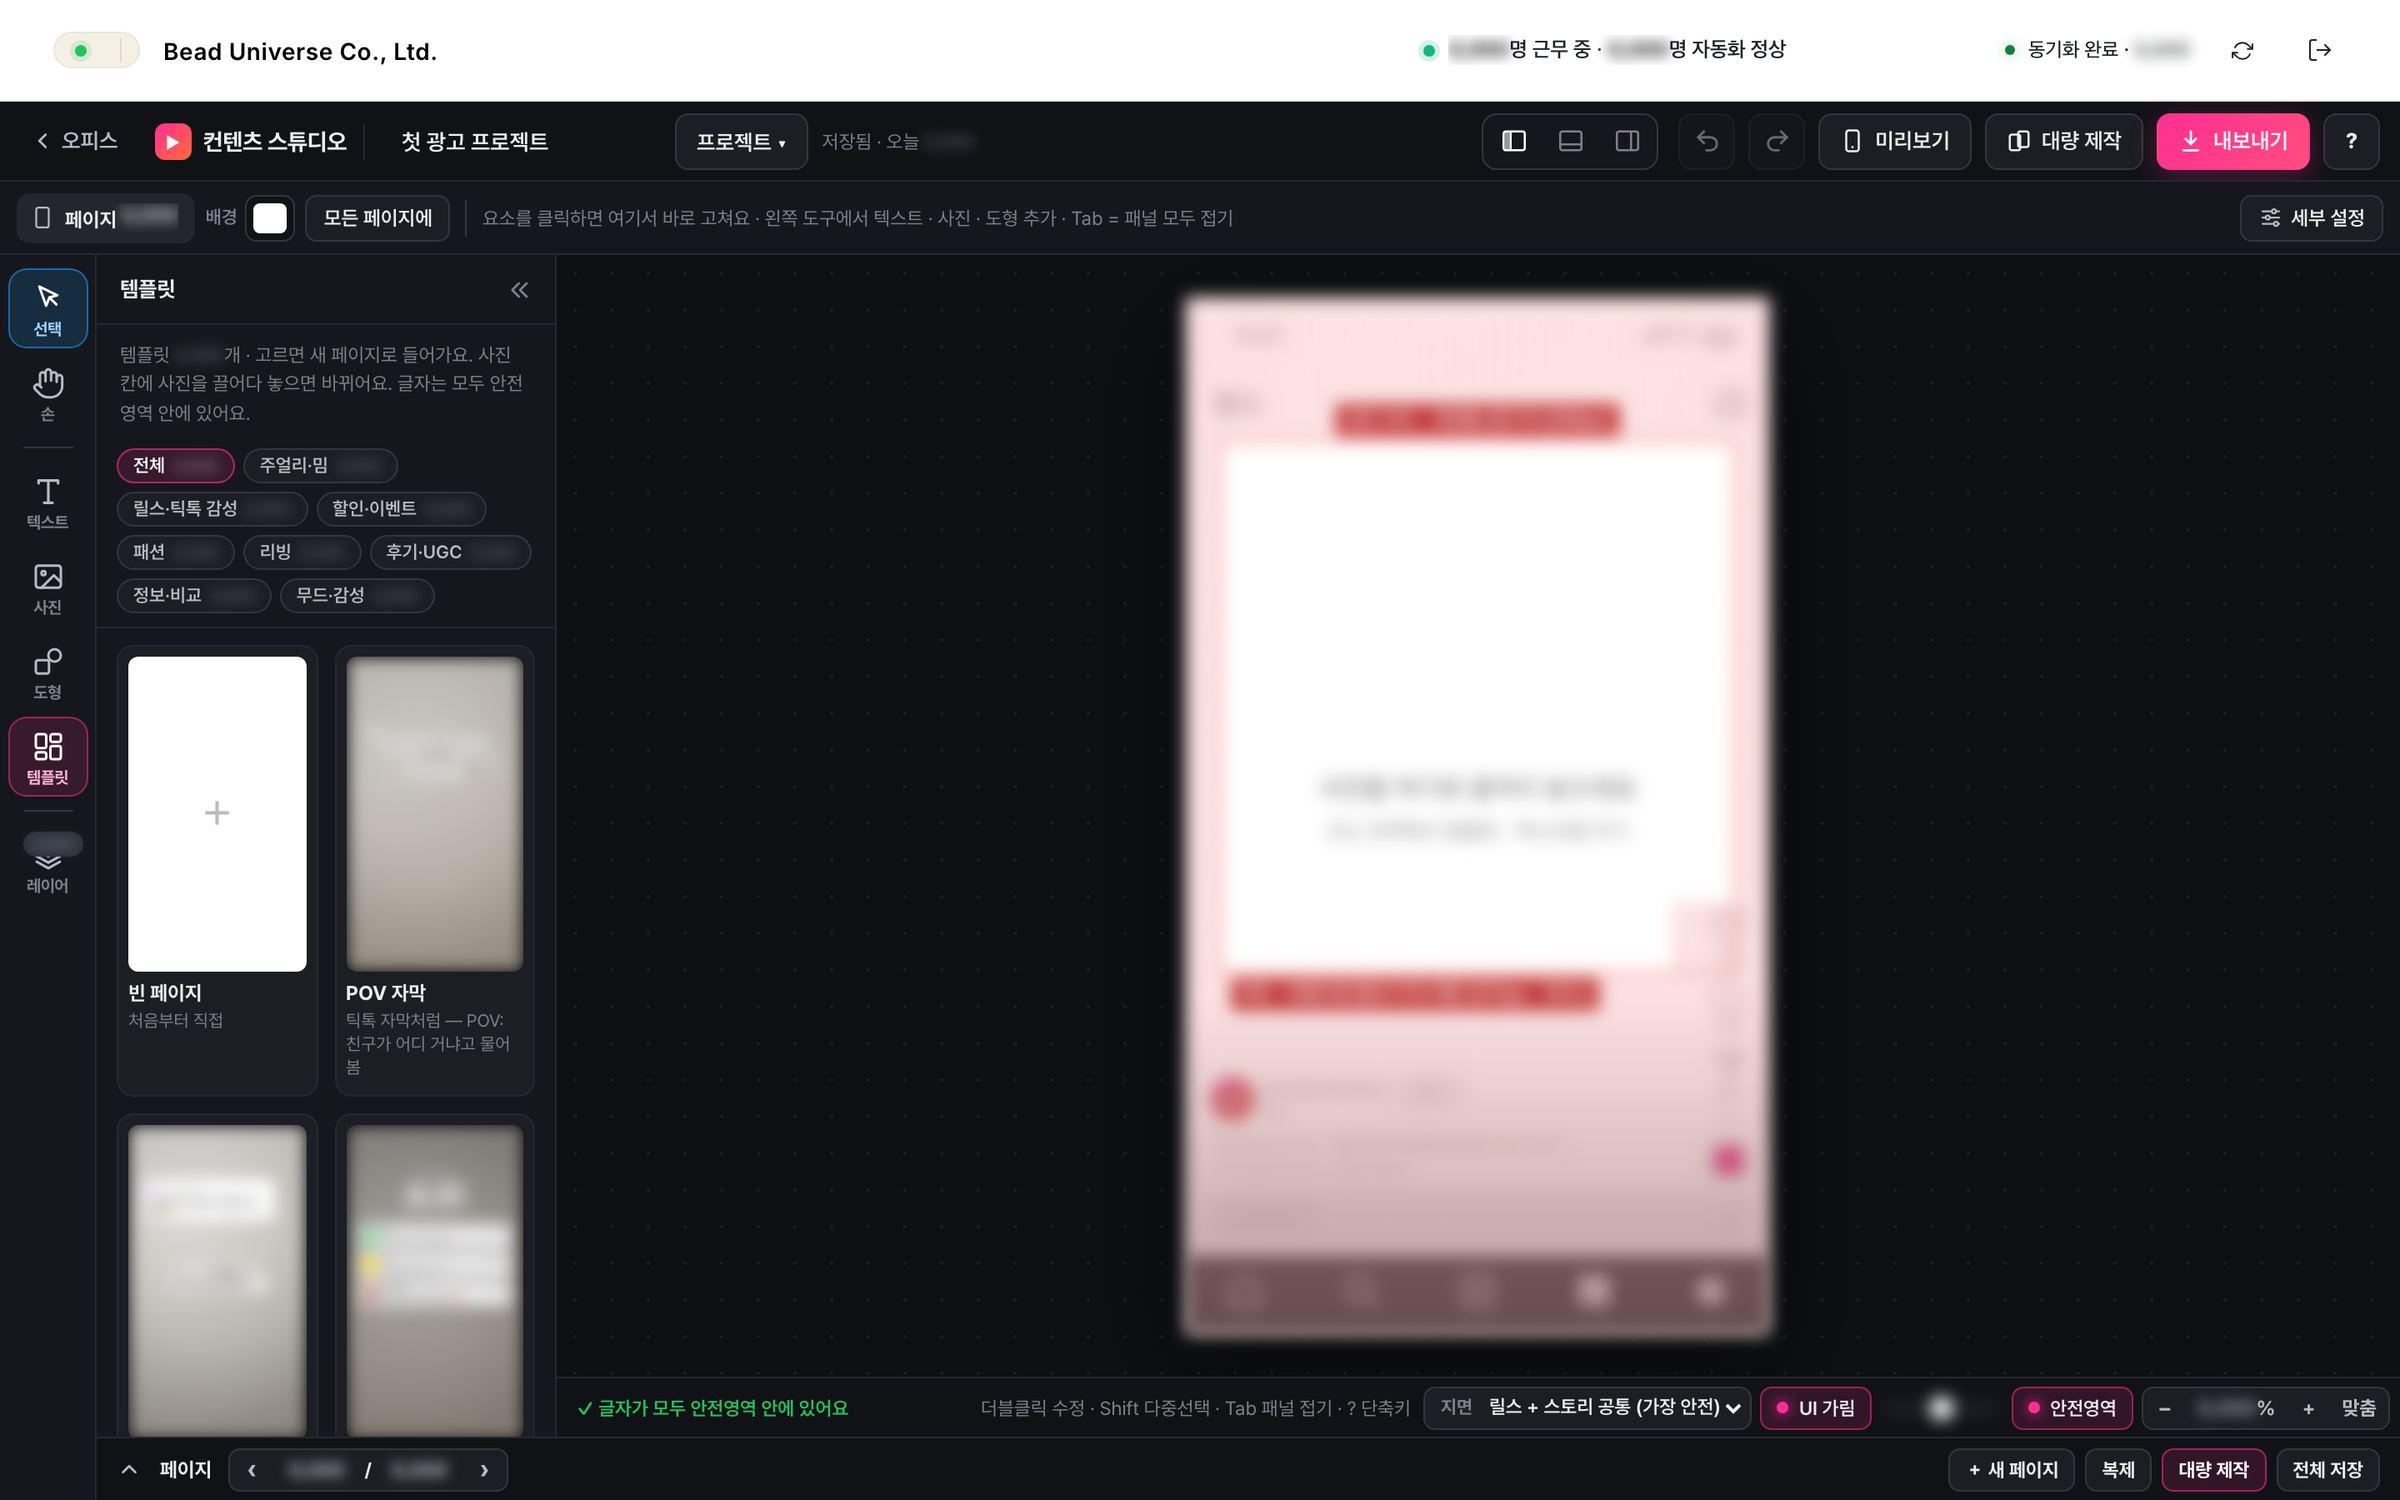 Bead Universe Co., Ltd.
명 근무 중 · 명 자동화 정상
동기화 완료 ·
오피스
컨텐츠 스튜디오
첫 광고 프로젝트
프로젝트 ▾
저장됨 · 오늘
미리보기
대량 제작
내보내기
?
페이지
배경
모든 페이지에
요소를 클릭하면 여기서 바로 고쳐요 · 왼쪽 도구에서 텍스트 · 사진 · 도형 추가 · Tab = 패널 모두 접기
세부 설정
선택
손
텍스트
사진
도형
템플릿
레이어
템플릿
템플릿 개 · 고르면 새 페이지로 들어가요. 사진
칸에 사진을 끌어다 놓으면 바뀌어요. 글자는 모두 안전
영역 안에 있어요.
전체
주얼리·밈
릴스·틱톡 감성
할인·이벤트
패션
리빙
후기·UGC
정보·비교
무드·감성
빈 페이지
처음부터 직접
POV 자막
틱톡 자막처럼 — POV:
친구가 어디 거냐고 물어
봄
✓ 글자가 모두 안전영역 안에 있어요
더블클릭 수정 · Shift 다중선택 · Tab 패널 접기 · ? 단축키
지면
릴스 + 스토리 공통 (가장 안전)
UI 가림
안전영역
− % +
맞춤
페이지
‹ / ›
+ 새 페이지
복제
대량 제작
전체 저장